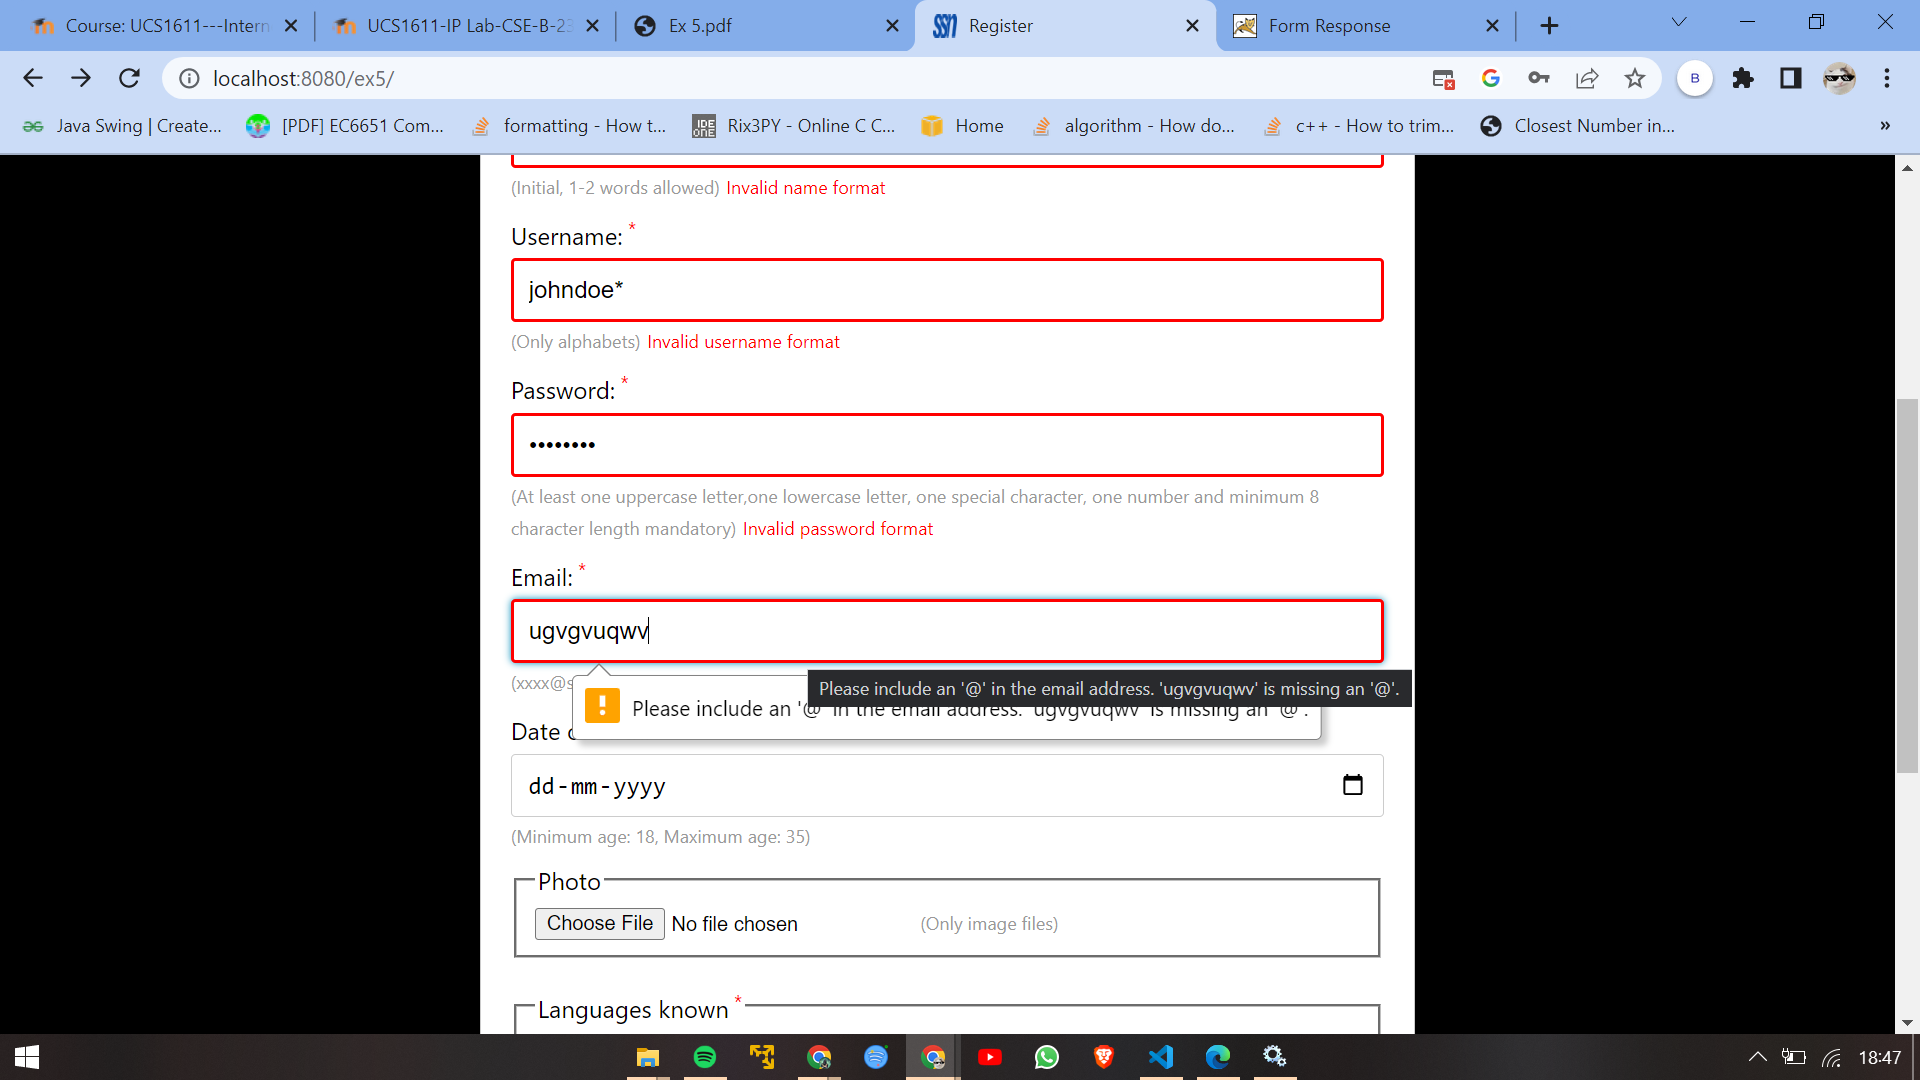 Course: UCS1611---Intern
UCS1611-IP Lab-CSE-B-23
Ex 5.pdf
ssn Register
Form Response
localhost:8080/ex5/
B
Java Swing | Create...
[PDF] EC6651 Com...
formatting - How t...
IDE ONE Rix3PY - Online C C...
Home
algorithm - How do...
c++ - How to trim...
Closest Number in...
»
(Initial, 1-2 words allowed) Invalid name format
Username: *
johndoe*
(Only alphabets) Invalid username format
Password: *
••••••••
(At least one uppercase letter,one lowercase letter, one special character, one number and minimum 8
character length mandatory) Invalid password format
Email: *
ugvgvuqwv
(xxxx@s
Please include an '@' in the email address. 'ugvgvuqwv' is missing an '@'.
Please include an '@' in the email address. 'ugvgvuqwv' is missing an '@'.
Date
dd-mm-yyyy
(Minimum age: 18, Maximum age: 35)
Photo
Choose File No file chosen (Only image files)
Languages known *
18:47